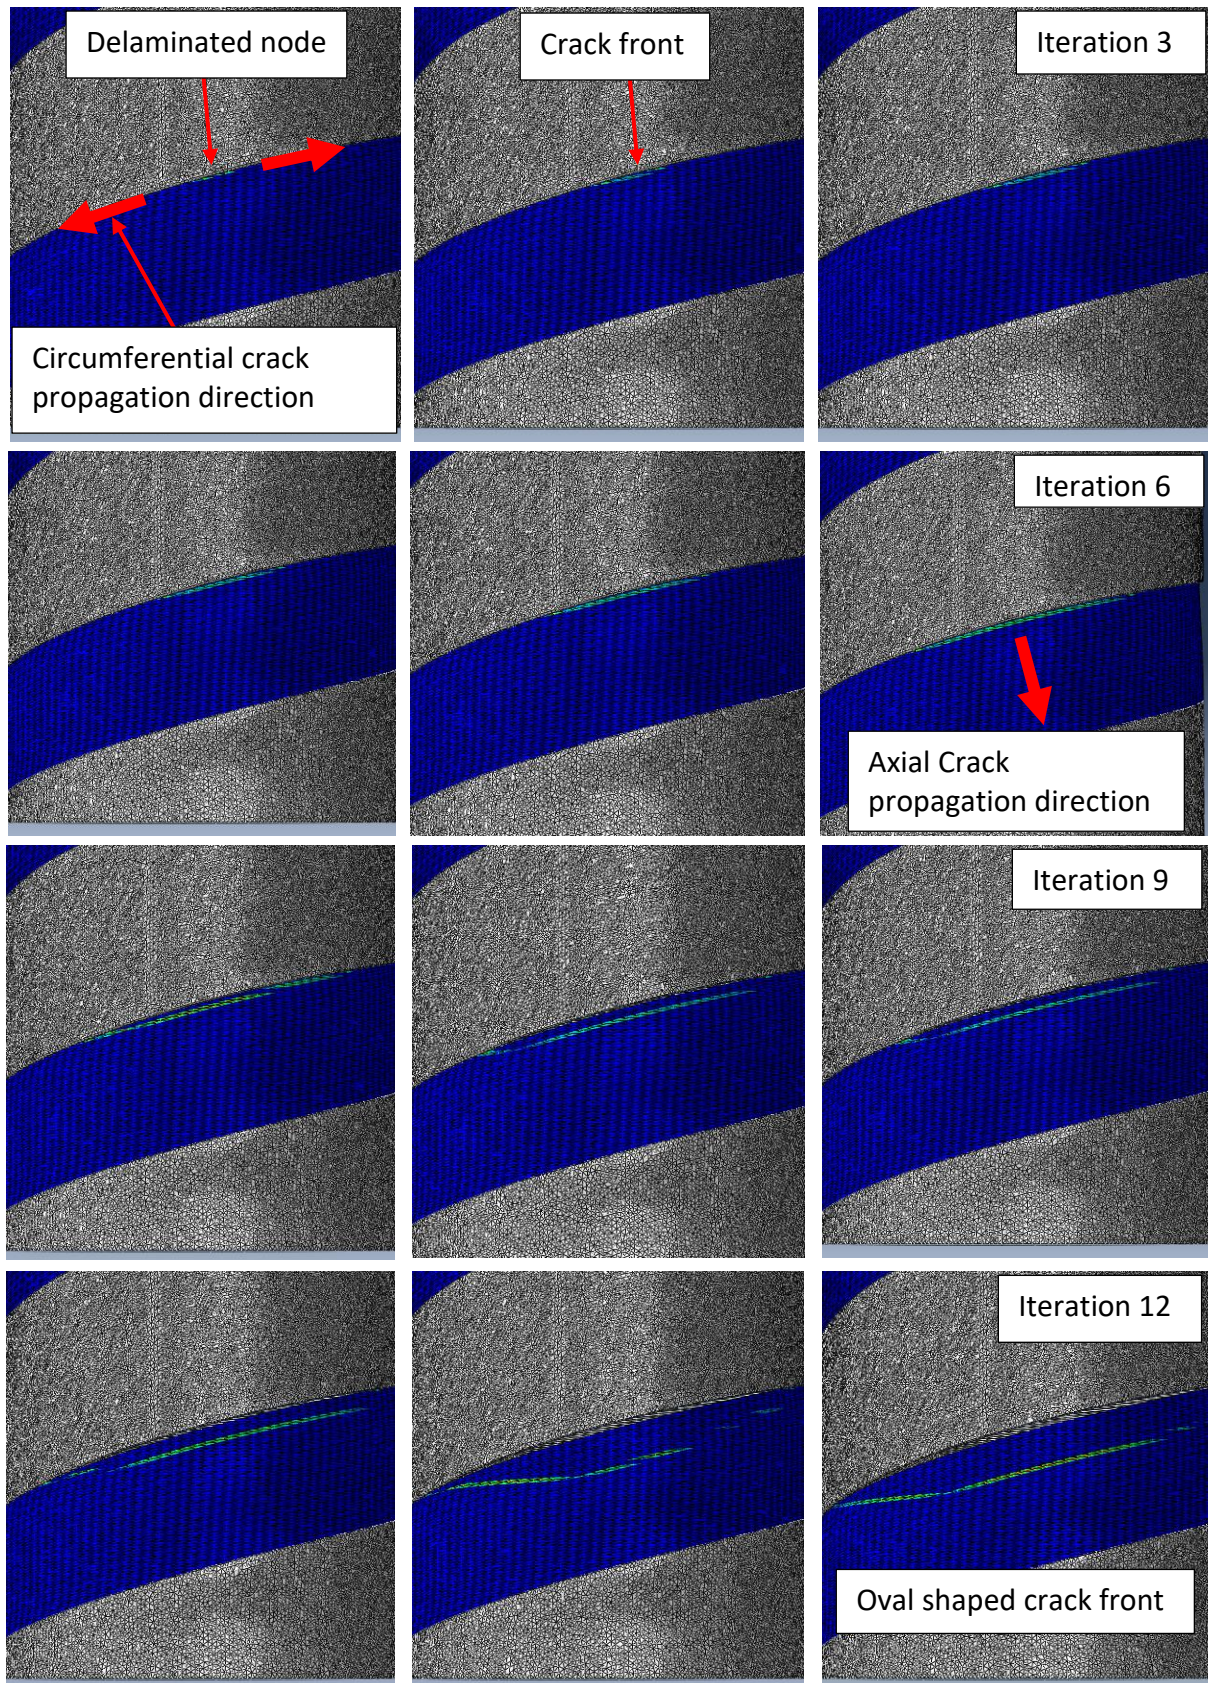 Delaminated node
Crack front
Iteration 3
Circumferential crack
propagation direction
Iteration 6
Axial Crack
propagation direction
Iteration 9
Iteration 12
Oval shaped crack front